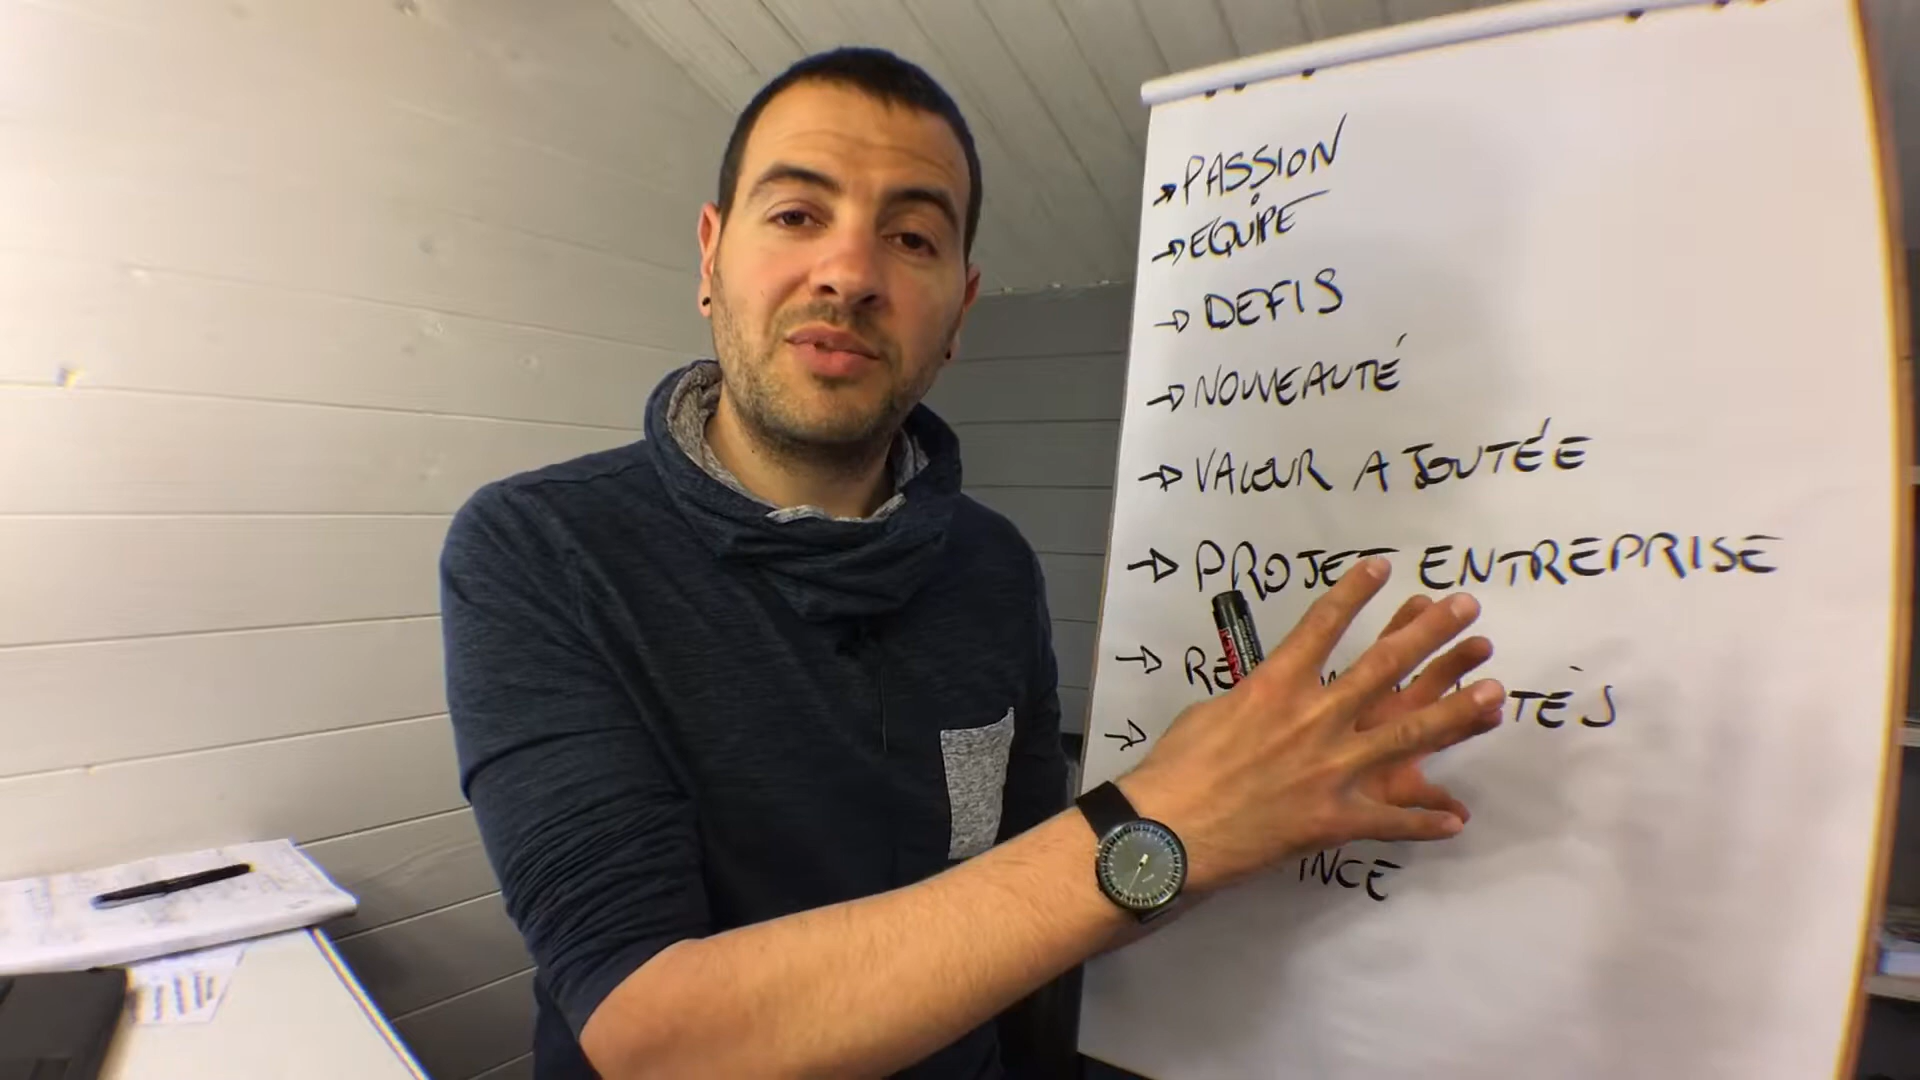 → PASSION
→ EQUIPE
→ DEFIS
→ NOUVEAUTÉ
→ VALEUR AJOUTÉE
→ PROJET ENTREPRISE